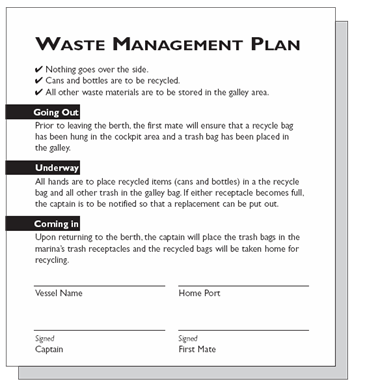 WASTE MANAGEMENT PLAN
✔ Nothing goes over the side.
✔ Cans and bottles are to be recycled.
✔ All other waste materials are to be stored in the galley area.
Going Out
Prior to leaving the berth, the first mate will ensure that a recycle bag
has been hung in the cockpit area and a trash bag has been placed in
the galley.
Underway
All hands are to place recycled items (cans and bottles) in a the recycle
bag and all other trash in the galley bag. If either receptacle becomes full,
the captain is to be notified so that a replacement can be put out.
Coming in
Upon returning to the berth, the captain will place the trash bags in the
marina's trash receptacles and the recycled bags will be taken home for
recycling.
Vessel Name Home Port
Signed Signed
Captain First Mate